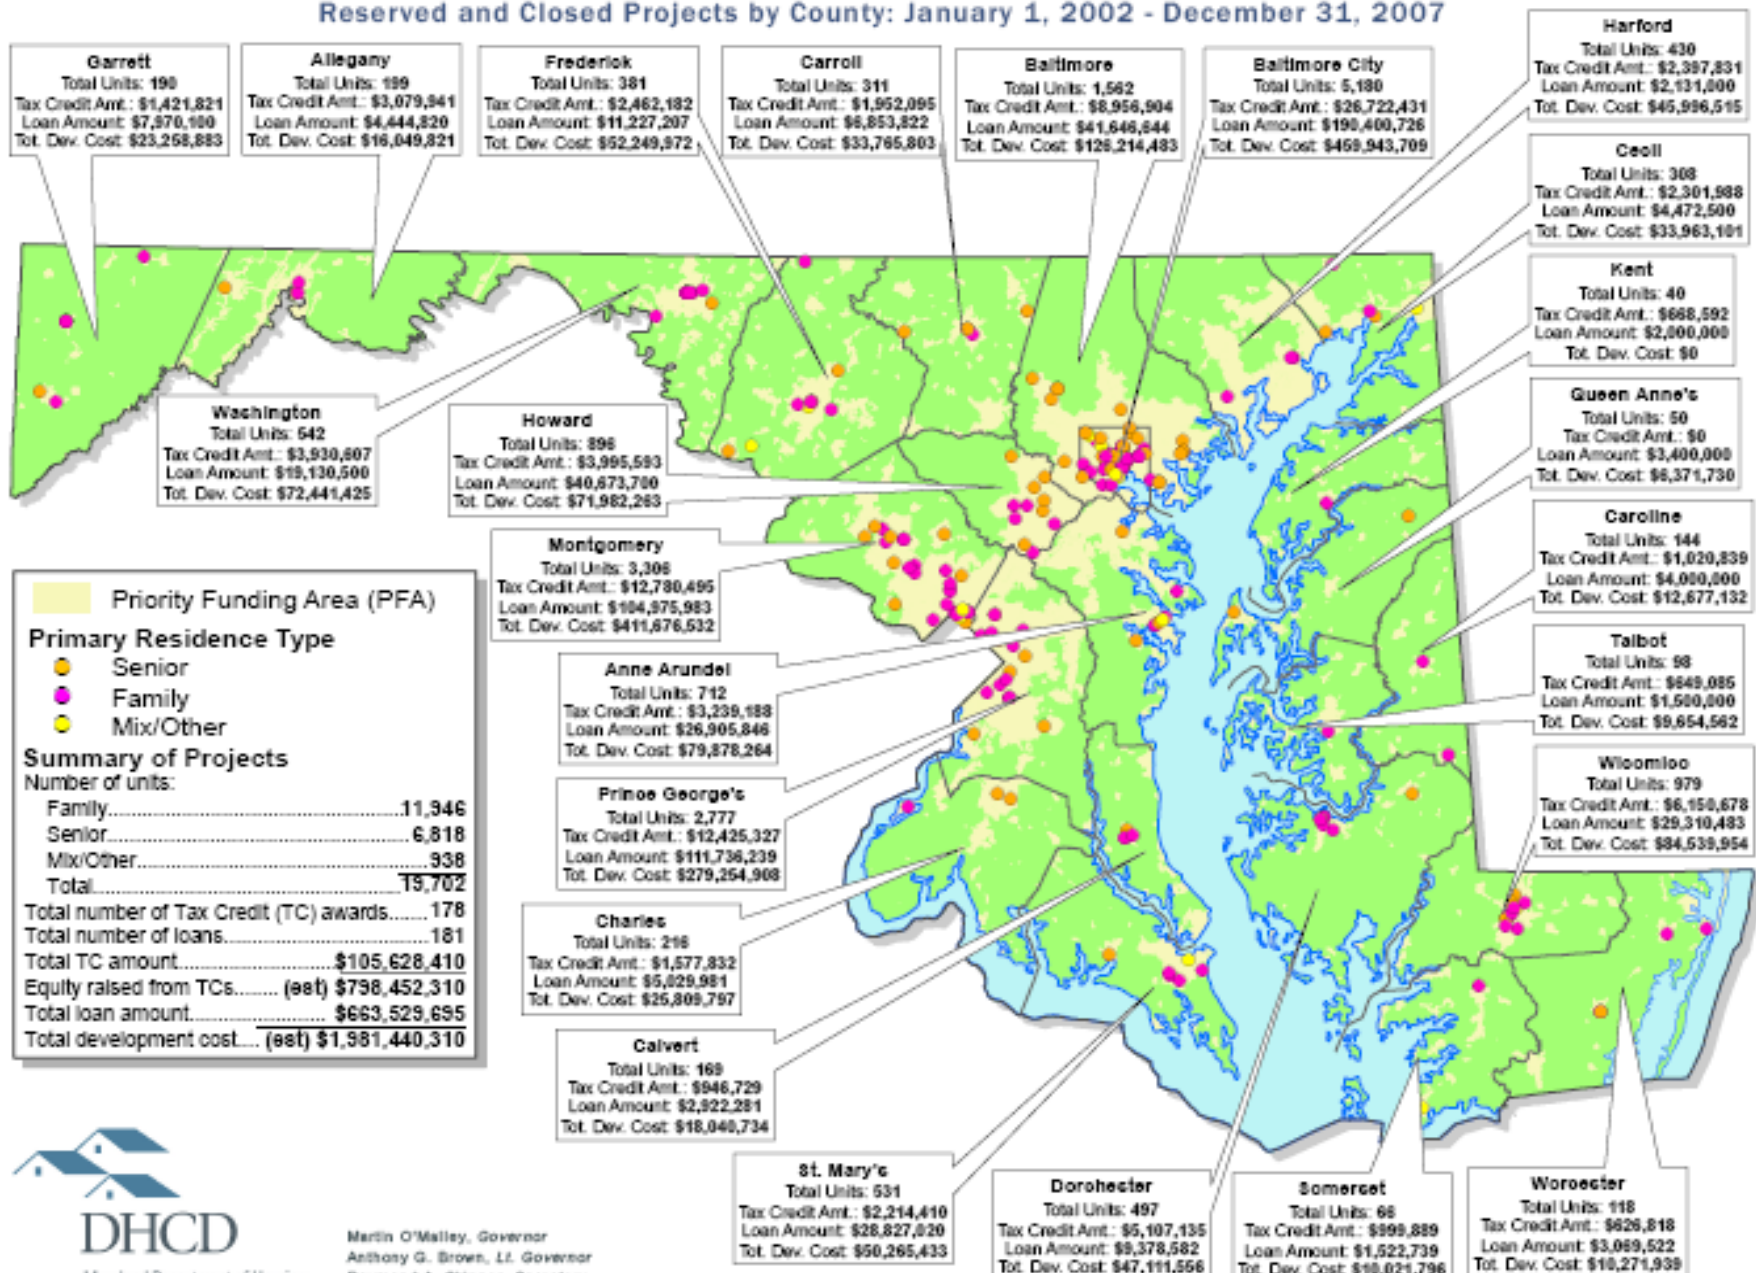 Reserved and Closed Projects by County: January 1, 2002 - December 31, 2007
Garrett
Total Units: 190
Tax Credit Amt.: $1,421,821
Loan Amount: $7,970,100
Tot. Dev. Cost: $23,258,883
Allegany
Total Units: 199
Tax Credit Amt.: $3,079,941
Loan Amount: $4,444,820
Tot. Dev. Cost: $16,049,821
Frederick
Total Units: 381
Tax Credit Amt.: $2,462,182
Loan Amount: $11,227,207
Tot. Dev. Cost: $52,249,972
Carroll
Total Units: 311
Tax Credit Amt.: $1,952,095
Loan Amount: $6,853,822
Tot. Dev. Cost: $33,765,803
Baltimore
Total Units: 1,562
Tax Credit Amt.: $8,956,904
Loan Amount: $41,646,644
Tot. Dev. Cost: $126,214,483
Baltimore City
Total Units: 5,180
Tax Credit Amt.: $26,722,431
Loan Amount: $190,400,726
Tot. Dev. Cost: $459,943,709
Harford
Total Units: 430
Tax Credit Amt.: $2,397,831
Loan Amount: $2,131,000
Tot. Dev. Cost: $45,996,515
Cecil
Total Units: 308
Tax Credit Amt.: $2,301,988
Loan Amount: $4,472,500
Tot. Dev. Cost: $33,963,101
Kent
Total Units: 40
Tax Credit Amt.: $668,592
Loan Amount: $2,000,000
Tot. Dev. Cost: $0
Queen Anne's
Total Units: 50
Tax Credit Amt.: $0
Loan Amount: $3,400,000
Tot. Dev. Cost: $6,371,730
Caroline
Total Units: 144
Tax Credit Amt.: $1,020,839
Loan Amount: $4,000,000
Tot. Dev. Cost: $12,677,132
Talbot
Total Units: 98
Tax Credit Amt.: $649,085
Loan Amount: $1,500,000
Tot. Dev. Cost: $9,654,562
Wicomico
Total Units: 979
Tax Credit Amt.: $6,150,678
Loan Amount: $29,310,483
Tot. Dev. Cost: $84,539,954
Washington
Total Units: 542
Tax Credit Amt.: $3,930,607
Loan Amount: $19,130,500
Tot. Dev. Cost: $72,441,425
Howard
Total Units: 896
Tax Credit Amt.: $3,995,593
Loan Amount: $40,673,700
Tot. Dev. Cost: $71,982,263
Montgomery
Total Units: 3,306
Tax Credit Amt.: $12,780,495
Loan Amount: $104,975,983
Tot. Dev. Cost: $411,676,532
Anne Arundel
Total Units: 712
Tax Credit Amt.: $3,239,188
Loan Amount: $26,905,846
Tot. Dev. Cost: $79,878,264
Prince George's
Total Units: 2,777
Tax Credit Amt.: $12,425,327
Loan Amount: $111,736,239
Tot. Dev. Cost: $279,254,908
Charles
Total Units: 216
Tax Credit Amt.: $1,577,832
Loan Amount: $5,029,981
Tot. Dev. Cost: $25,809,797
Calvert
Total Units: 169
Tax Credit Amt.: $946,729
Loan Amount: $2,922,281
Tot. Dev. Cost: $18,040,734
St. Mary's
Total Units: 531
Tax Credit Amt.: $2,214,410
Loan Amount: $28,827,020
Tot. Dev. Cost: $50,265,433
Dorchester
Total Units: 497
Tax Credit Amt.: $5,107,135
Loan Amount: $9,378,582
Tot. Dev. Cost: $47,111,556
Somerset
Total Units: 66
Tax Credit Amt.: $999,889
Loan Amount: $1,522,739
Tot. Dev. Cost: $10,021,796
Worcester
Total Units: 118
Tax Credit Amt.: $626,818
Loan Amount: $3,069,522
Tot. Dev. Cost: $10,271,939
Priority Funding Area (PFA)
Primary Residence Type
Senior
Family
Mix/Other
Summary of Projects
Number of units:
Family 11,946
Senior 6,818
Mix/Other 938
Total 19,702
Total number of Tax Credit (TC) awards 178
Total number of loans 181
Total TC amount $105,628,410
Equity raised from TCs (est) $798,452,310
Total loan amount $663,529,695
Total development cost (est) $1,981,440,310
DHCD
Martin O'Malley, Governor
Anthony G. Brown, Lt. Governor